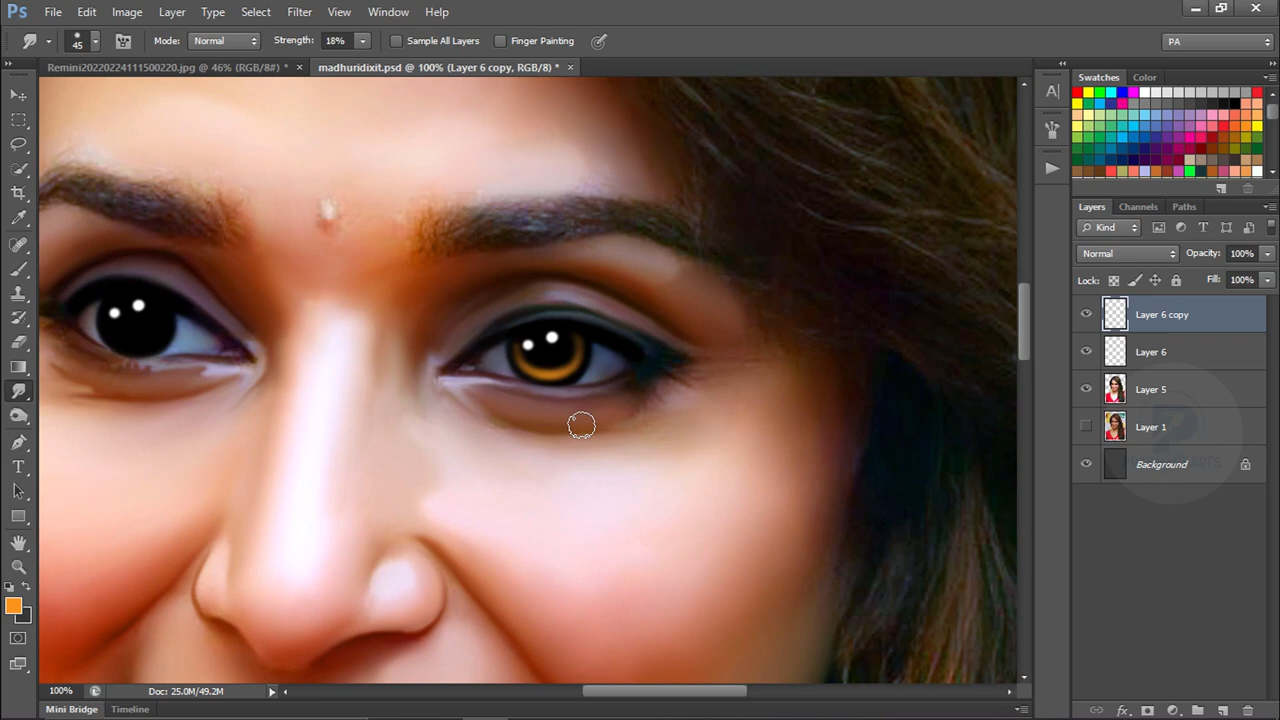 Ps File Edit Image Layer Type Select Filter View Window Help
45 Mode: Normal Strength: 18% Sample All Layers Finger Painting PA
Remini20220224111500220.jpg @ 46% (RGB/8#) * × madhuridixit.psd @ 100% (Layer 6 copy, RGB/8) * ×
Swatches Color
Layers Channels Paths
Kind
Normal Opacity: 100%
Lock: Fill: 100%
Layer 6 copy
Layer 6
Layer 5
Layer 1
Background
100% Doc: 25.0M/49.2M
Mini Bridge Timeline